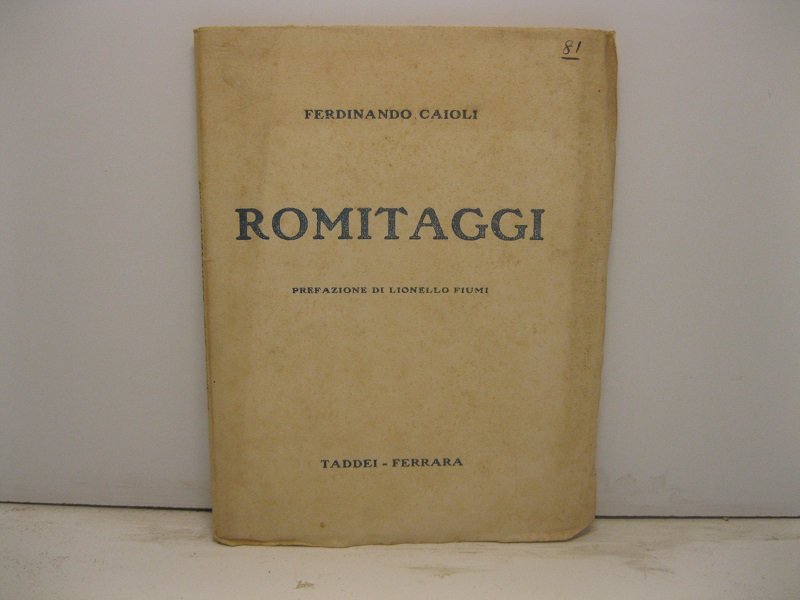 81
FERDINANDO CAIOLI
ROMITAGGI
PREFAZIONE DI LIONELLO FIUMI
TADDEI - FERRARA